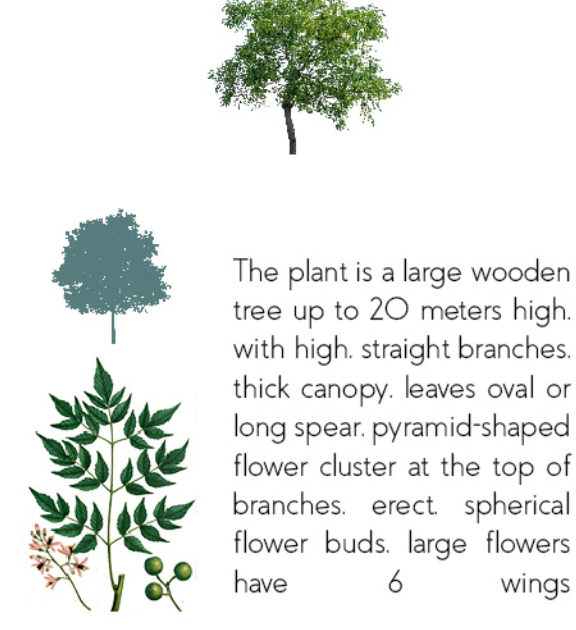 The plant is a large wooden
tree up to 20 meters high.
with high. straight branches.
thick canopy. leaves oval or
long spear. pyramid-shaped
flower cluster at the top of
branches. erect. spherical
flower buds. large flowers
have 6 wings